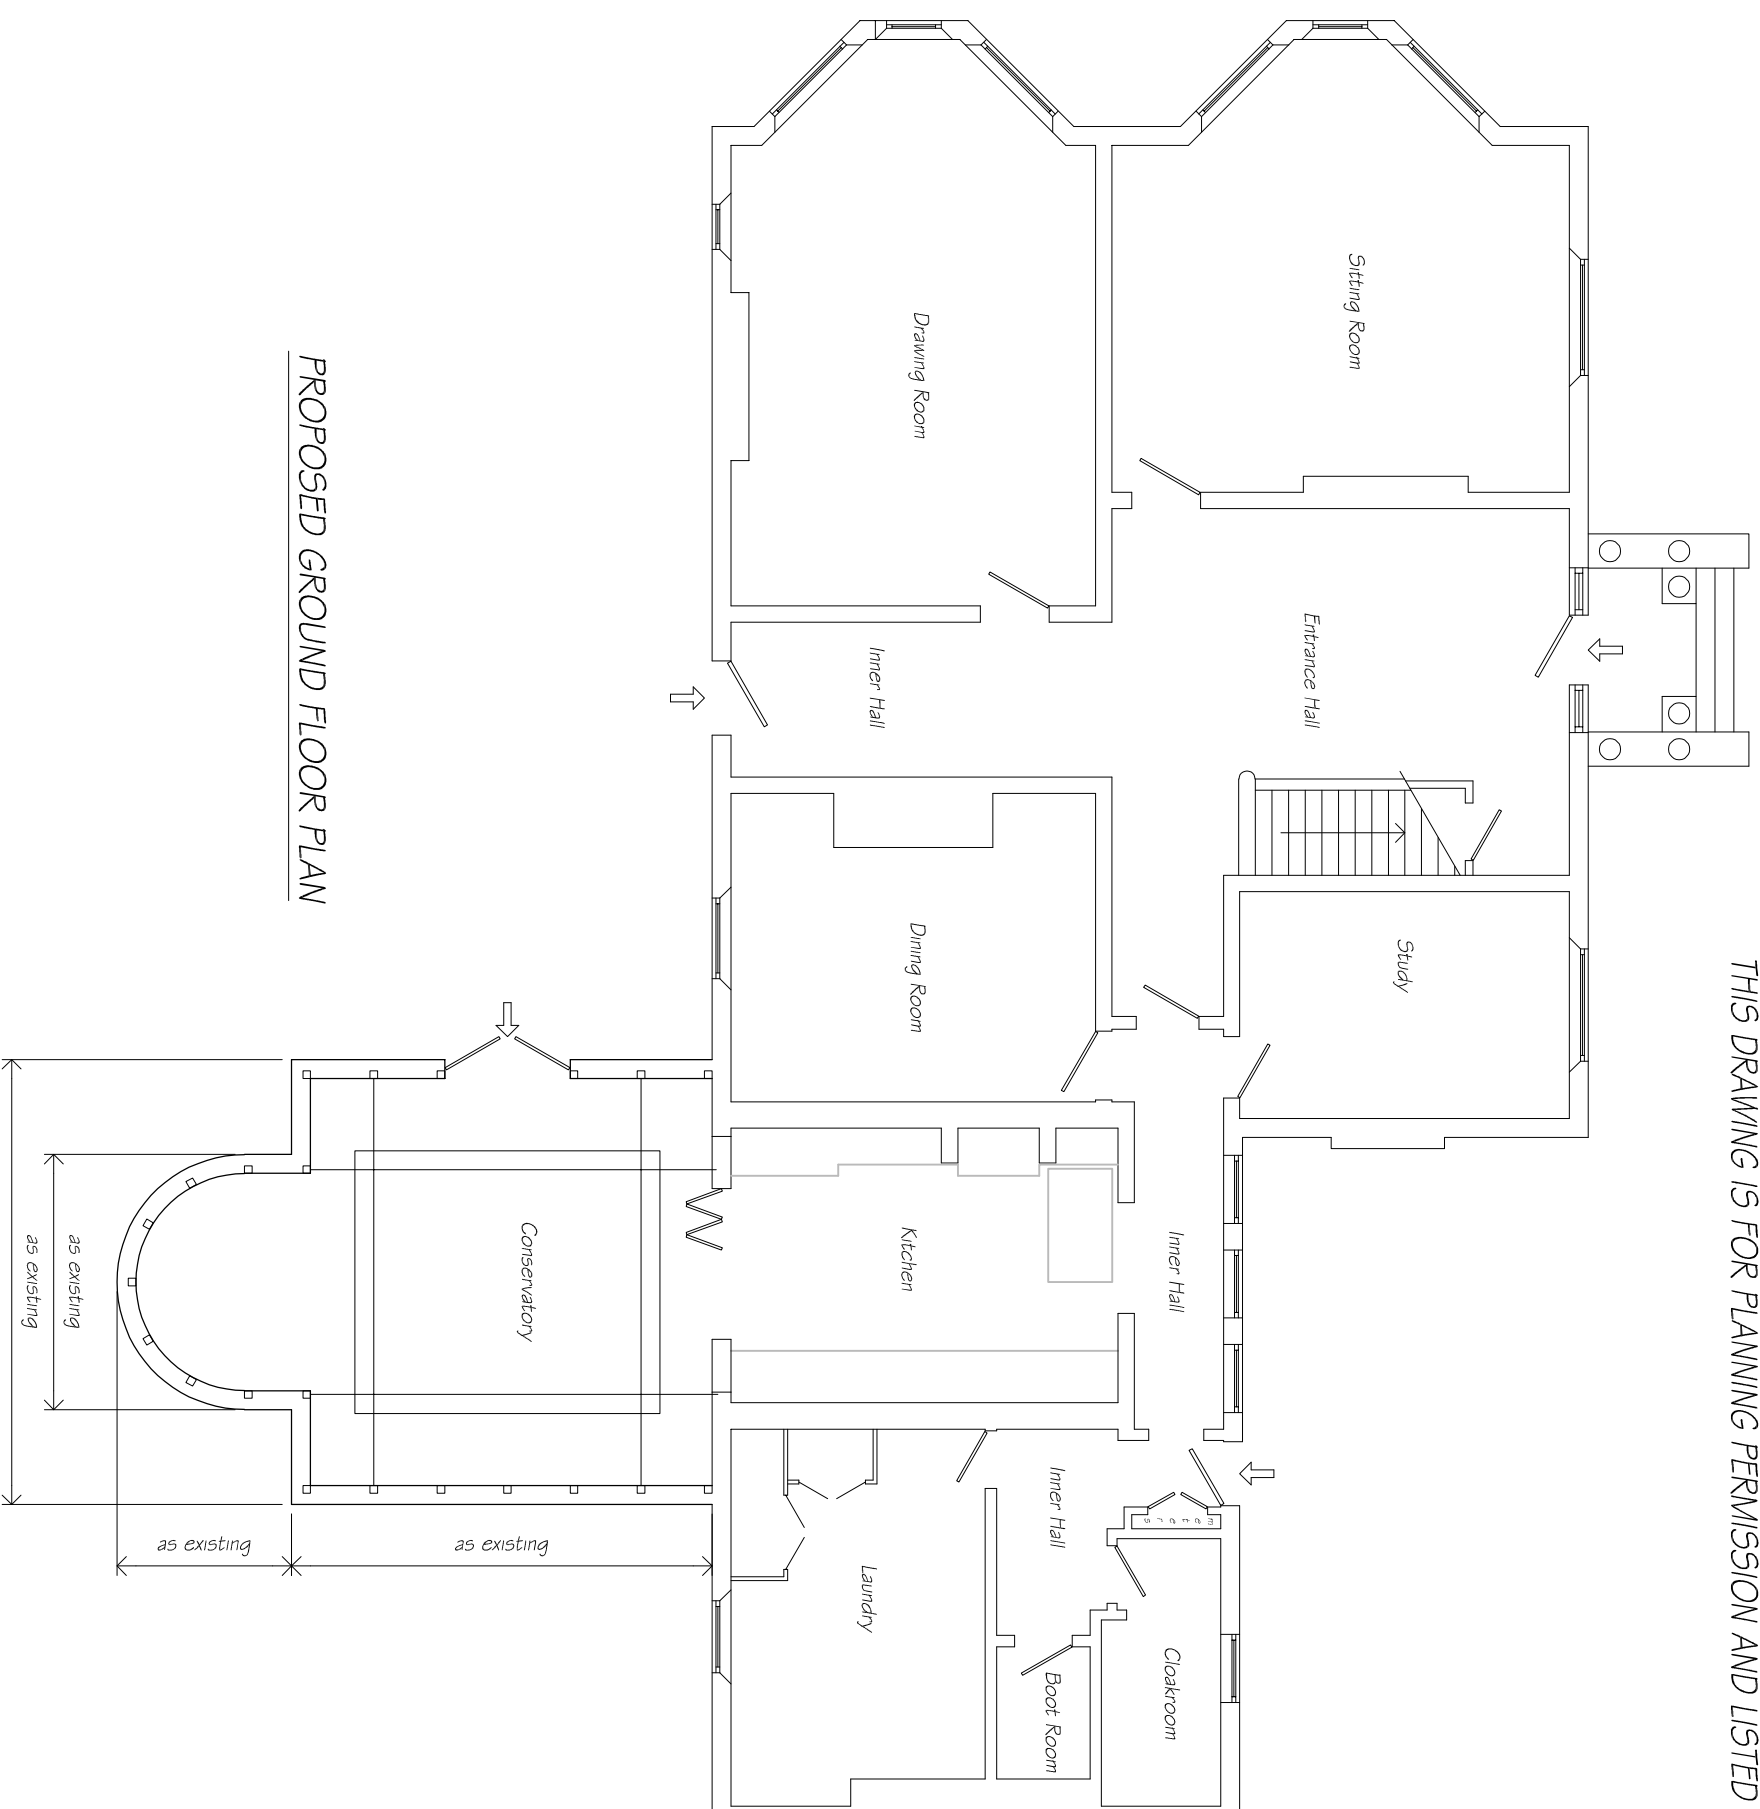 THIS DRAWING IS FOR PLANNING PERMISSION AND LISTED
Sitting Room
Entrance Hall
Study
Drawing Room
Inner Hall
Dining Room
Kitchen
Inner Hall
Inner Hall
meters
Cloakroom
Boot Room
Laundry
Conservatory
as existing
as existing
as existing
as existing
PROPOSED GROUND FLOOR PLAN